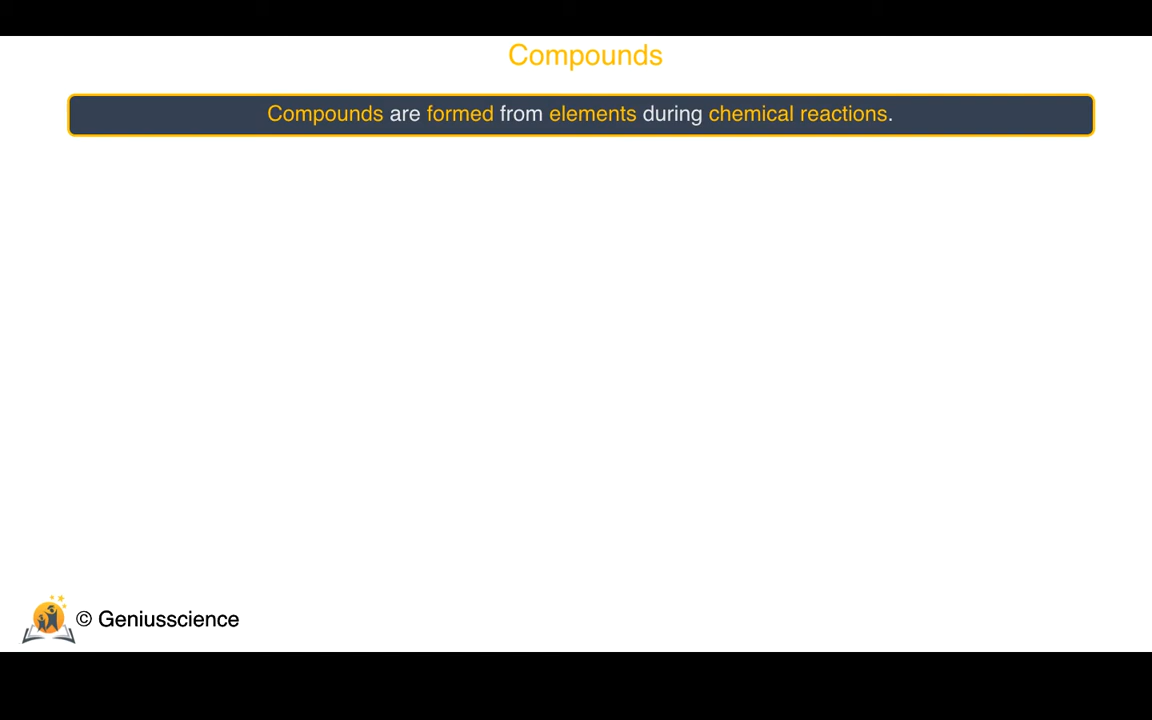 Compounds
Compounds are formed from elements during chemical reactions.
© Geniusscience